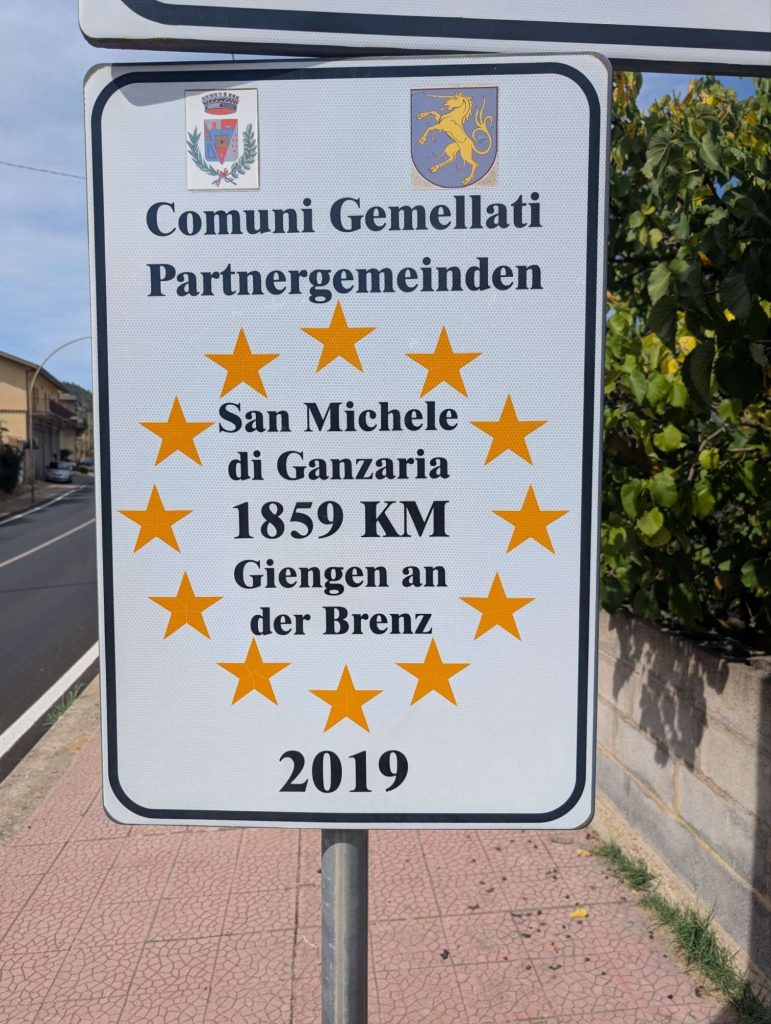 Comuni Gemellati
Partnergemeinden
San Michele
di Ganzaria
1859 KM
Giengen an
der Brenz
2019